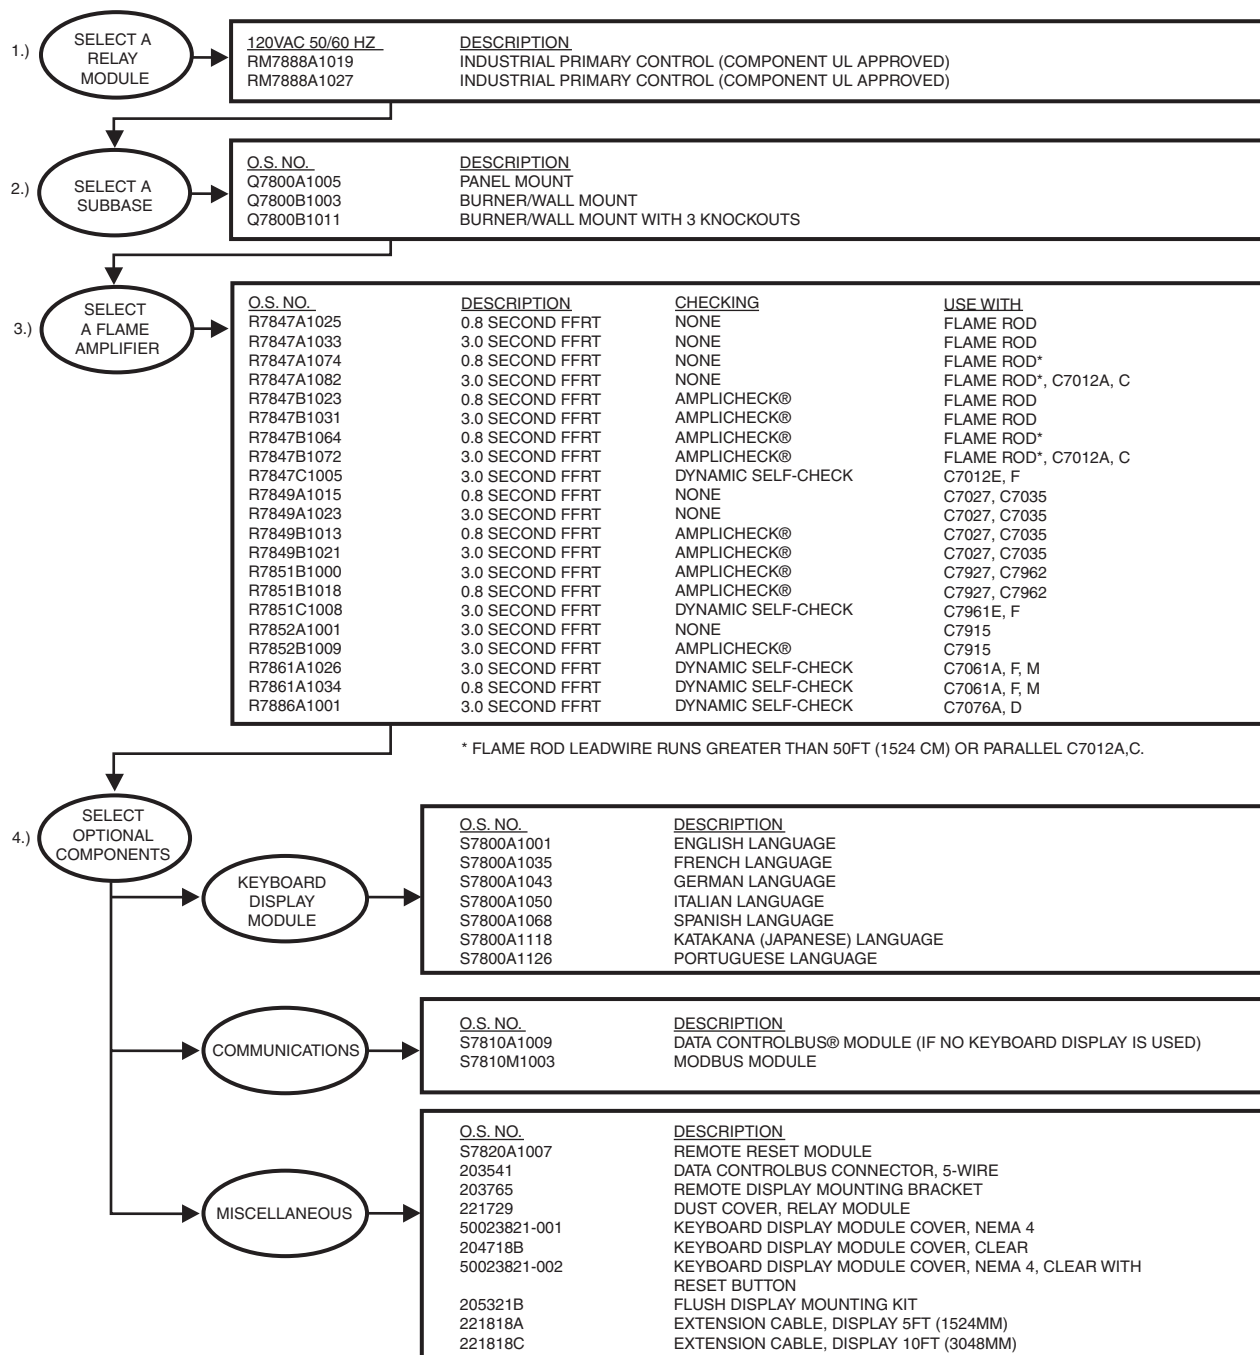 1.)
SELECT A
RELAY
MODULE
120VAC 50/60 HZ DESCRIPTION
RM7888A1019 INDUSTRIAL PRIMARY CONTROL (COMPONENT UL APPROVED)
RM7888A1027 INDUSTRIAL PRIMARY CONTROL (COMPONENT UL APPROVED)
2.)
SELECT A
SUBBASE
O.S. NO. DESCRIPTION
Q7800A1005 PANEL MOUNT
Q7800B1003 BURNER/WALL MOUNT
Q7800B1011 BURNER/WALL MOUNT WITH 3 KNOCKOUTS
3.)
SELECT
A FLAME
AMPLIFIER
O.S. NO. DESCRIPTION CHECKING USE WITH
R7847A1025 0.8 SECOND FFRT NONE FLAME ROD
R7847A1033 3.0 SECOND FFRT NONE FLAME ROD
R7847A1074 0.8 SECOND FFRT NONE FLAME ROD*
R7847A1082 3.0 SECOND FFRT NONE FLAME ROD*, C7012A, C
R7847B1023 0.8 SECOND FFRT AMPLICHECK® FLAME ROD
R7847B1031 3.0 SECOND FFRT AMPLICHECK® FLAME ROD
R7847B1064 0.8 SECOND FFRT AMPLICHECK® FLAME ROD*
R7847B1072 3.0 SECOND FFRT AMPLICHECK® FLAME ROD*, C7012A, C
R7847C1005 3.0 SECOND FFRT DYNAMIC SELF-CHECK C7012E, F
R7849A1015 0.8 SECOND FFRT NONE C7027, C7035
R7849A1023 3.0 SECOND FFRT NONE C7027, C7035
R7849B1013 0.8 SECOND FFRT AMPLICHECK® C7027, C7035
R7849B1021 3.0 SECOND FFRT AMPLICHECK® C7027, C7035
R7851B1000 3.0 SECOND FFRT AMPLICHECK® C7927, C7962
R7851B1018 0.8 SECOND FFRT AMPLICHECK® C7927, C7962
R7851C1008 3.0 SECOND FFRT DYNAMIC SELF-CHECK C7961E, F
R7852A1001 3.0 SECOND FFRT NONE C7915
R7852B1009 3.0 SECOND FFRT AMPLICHECK® C7915
R7861A1026 3.0 SECOND FFRT DYNAMIC SELF-CHECK C7061A, F, M
R7861A1034 0.8 SECOND FFRT DYNAMIC SELF-CHECK C7061A, F, M
R7886A1001 3.0 SECOND FFRT DYNAMIC SELF-CHECK C7076A, D
* FLAME ROD LEADWIRE RUNS GREATER THAN 50FT (1524 CM) OR PARALLEL C7012A,C.
4.)
SELECT
OPTIONAL
COMPONENTS
KEYBOARD
DISPLAY
MODULE
O.S. NO. DESCRIPTION
S7800A1001 ENGLISH LANGUAGE
S7800A1035 FRENCH LANGUAGE
S7800A1043 GERMAN LANGUAGE
S7800A1050 ITALIAN LANGUAGE
S7800A1068 SPANISH LANGUAGE
S7800A1118 KATAKANA (JAPANESE) LANGUAGE
S7800A1126 PORTUGUESE LANGUAGE
COMMUNICATIONS
O.S. NO. DESCRIPTION
S7810A1009 DATA CONTROLBUS® MODULE (IF NO KEYBOARD DISPLAY IS USED)
S7810M1003 MODBUS MODULE
MISCELLANEOUS
O.S. NO. DESCRIPTION
S7820A1007 REMOTE RESET MODULE
203541 DATA CONTROLBUS CONNECTOR, 5-WIRE
203765 REMOTE DISPLAY MOUNTING BRACKET
221729 DUST COVER, RELAY MODULE
50023821-001 KEYBOARD DISPLAY MODULE COVER, NEMA 4
204718B KEYBOARD DISPLAY MODULE COVER, CLEAR
50023821-002 KEYBOARD DISPLAY MODULE COVER, NEMA 4, CLEAR WITH
RESET BUTTON
205321B FLUSH DISPLAY MOUNTING KIT
221818A EXTENSION CABLE, DISPLAY 5FT (1524MM)
221818C EXTENSION CABLE, DISPLAY 10FT (3048MM)